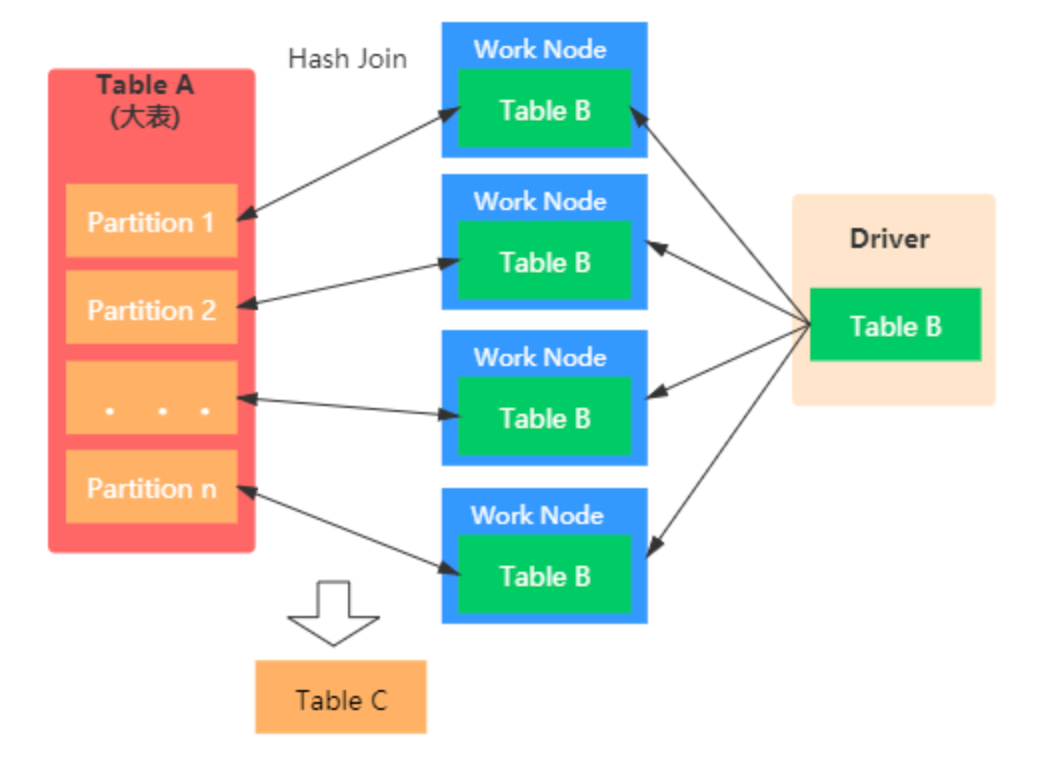 Hash Join
Table A
(大表)
Partition 1
Partition 2
. . .
Partition n
Work Node
Table B
Work Node
Table B
Work Node
Table B
Work Node
Table B
Driver
Table B
Table C